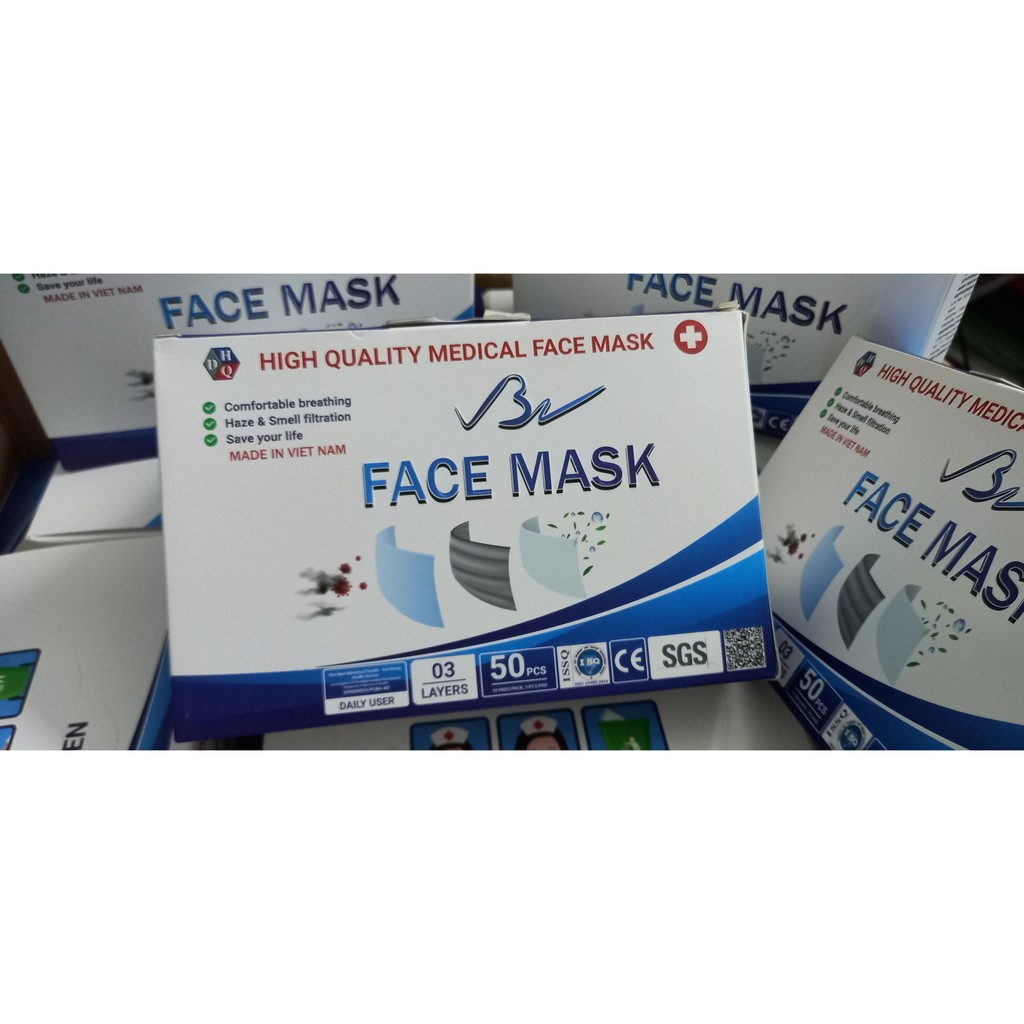 Save your life
MADE IN VIET NAM
FACE MASK
FACE MASK
DHQ
HIGH QUALITY MEDICAL FACE MASK
Comfortable breathing
Haze & Smell filtration
Save your life
MADE IN VIET NAM
FACE MASK
DAILY USER
03
LAYERS
50 PCS
ISSQ
ISO
CE
SGS
HIGH QUALITY MEDICA
Comfortable breathing
Haze & Smell filtration
Save your life
MADE IN VIET NAM
FACE MAS
03
50 PCS
ISSQ
EN